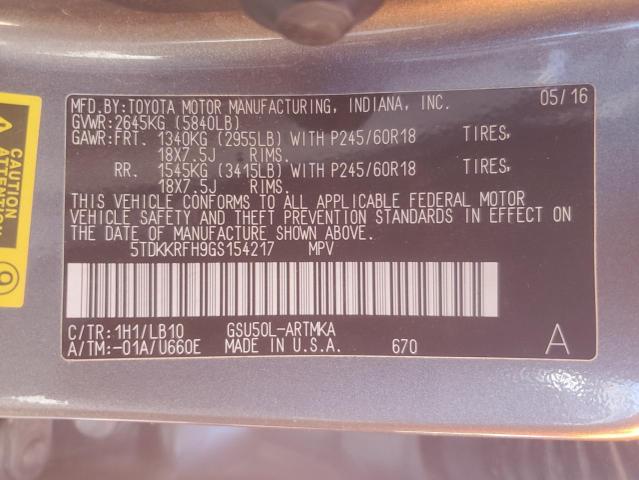 MFD.BY:TOYOTA MOTOR MANUFACTURING, INDIANA, INC. 05/16
GVWR:2645KG (5840LB)
GAWR:FRT. 1340KG (2955LB) WITH P245/60R18 TIRES,
18X7.5J RIMS.
RR. 1545KG (3415LB) WITH P245/60R18 TIRES,
18X7.5J RIMS.
THIS VEHICLE CONFORMS TO ALL APPLICABLE FEDERAL MOTOR
VEHICLE SAFETY AND THEFT PREVENTION STANDARDS IN EFFECT ON
THE DATE OF MANUFACTURE SHOWN ABOVE.
5TDKKRFH9GS154217 MPV
C/TR:1H1/LB10 GSU50L-ARTMKA
A/TM:-01A/U660E MADE IN U.S.A. 670 A
CAUTION
ATTENTION